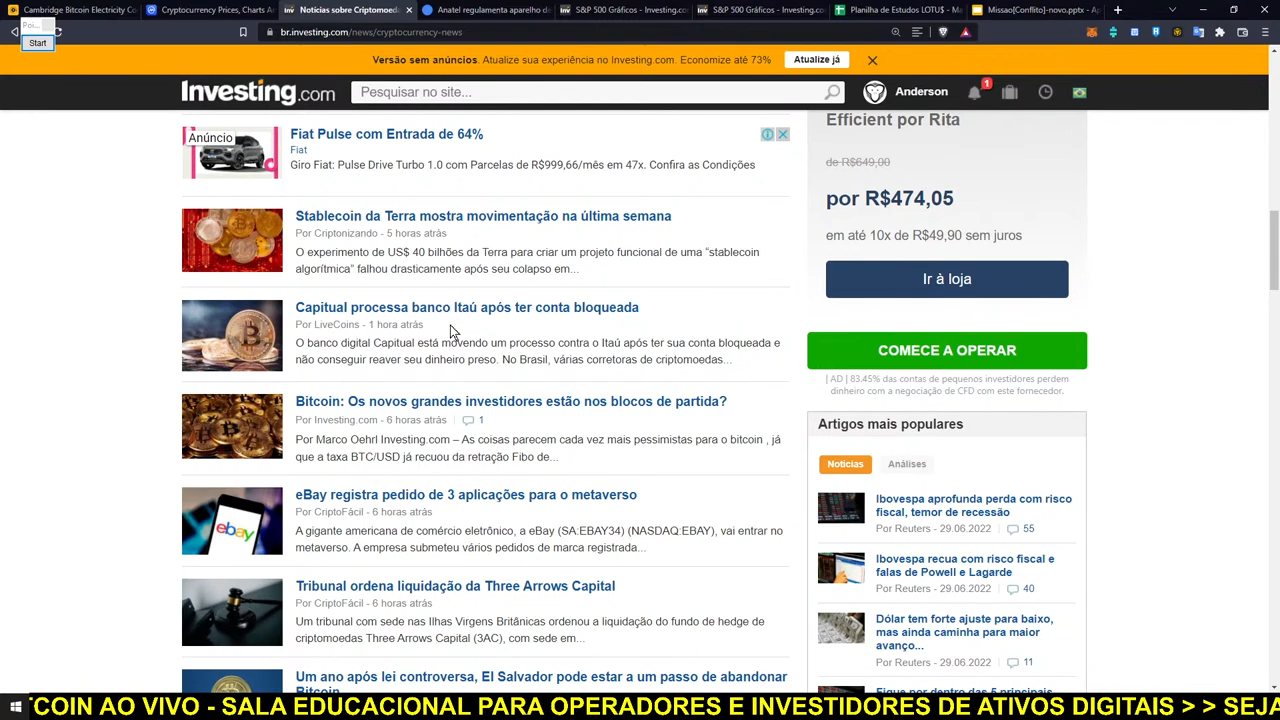 Cambridge Bitcoin Electricity Co
Cryptocurrency Prices, Charts A
Notícias sobre Criptomoed
Anatel regulamenta aparelho de
S&P 500 Gráficos - Investing.co
S&P 500 Gráficos - Investing.com
Planilha de Estudos LOTU$ - M
Missao[Conflito]-novo.pptx - Ap
Poi...
Start
br.investing.com/news/cryptocurrency-news
Versão sem anúncios. Atualize sua experiência no Investing.com. Economize até 73%
Atualize já
Investing.com
Pesquisar no site...
Anderson
1
Anúncio
Fiat Pulse com Entrada de 64%
Fiat
Giro Fiat: Pulse Drive Turbo 1.0 com Parcelas de R$999,66/mês em 47x. Confira as Condições
Stablecoin da Terra mostra movimentação na última semana
Por Criptonizando - 5 horas atrás
O experimento de US$ 40 bilhões da Terra para criar um projeto funcional de uma “stablecoin
algorítmica” falhou drasticamente após seu colapso em...
Capitual processa banco Itaú após ter conta bloqueada
Por LiveCoins - 1 hora atrás
O banco digital Capitual está movendo um processo contra o Itaú após ter sua conta bloqueada e
não conseguir reaver seu dinheiro preso. No Brasil, várias corretoras de criptomoedas...
Bitcoin: Os novos grandes investidores estão nos blocos de partida?
Por Investing.com - 6 horas atrás
1
Por Marco Oehrl Investing.com – As coisas parecem cada vez mais pessimistas para o bitcoin , já
que a taxa BTC/USD já recuou da retração Fibo de...
eBay registra pedido de 3 aplicações para o metaverso
Por CriptoFácil - 6 horas atrás
ebay
A gigante americana de comércio eletrônico, a eBay (SA:EBAY34) (NASDAQ:EBAY), vai entrar no
metaverso. A empresa submeteu vários pedidos de marca registrada...
Tribunal ordena liquidação da Three Arrows Capital
Por CriptoFácil - 6 horas atrás
Um tribunal com sede nas Ilhas Virgens Britânicas ordenou a liquidação do fundo de hedge de
criptomoedas Three Arrows Capital (3AC), com sede em...
Um ano após lei controversa, El Salvador pode estar a um passo de abandonar
Bitcoin
Efficient por Rita
de R$649,00
por R$474,05
em até 10x de R$49,90 sem juros
Ir à loja
COMECE A OPERAR
| AD | 83.45% das contas de pequenos investidores perdem
dinheiro com a negociação de CFD com este fornecedor.
Artigos mais populares
Notícias
Análises
Ibovespa aprofunda perda com risco
fiscal, temor de recessão
Por Reuters - 29.06.2022
55
Ibovespa recua com risco fiscal e
falas de Powell e Lagarde
Por Reuters - 29.06.2022
40
Dólar tem forte ajuste para baixo,
mas ainda caminha para maior
avanço...
Por Reuters - 29.06.2022
11
Fique por dentro das 5 principais
COIN AO VIVO - SALA EDUCACIONAL PARA OPERADORES E INVESTIDORES DE ATIVOS DIGITAIS > > SEJA